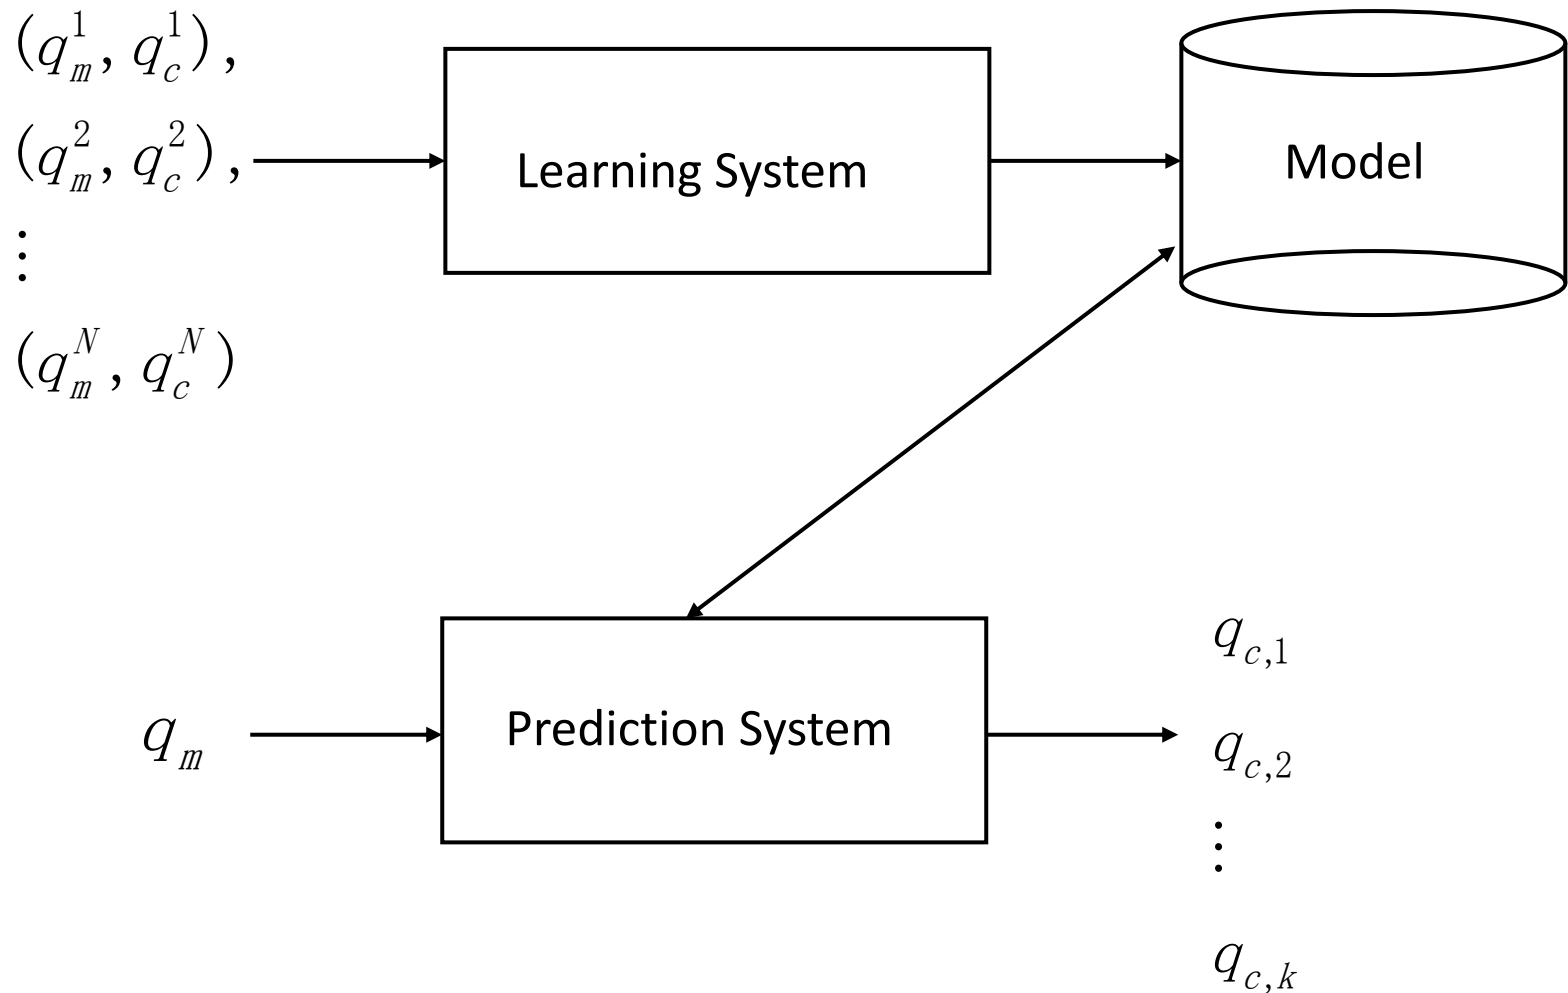 (q_m^1, q_c^1),
(q_m^2, q_c^2),
⋮
(q_m^N, q_c^N)
Learning System
Model
q_m
Prediction System
q_{c,1}
q_{c,2}
⋮
q_{c,k}